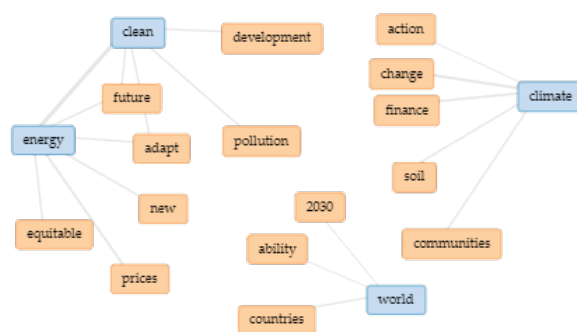 clean
development
action
change
future
finance
climate
energy
adapt
pollution
soil
new
2030
equitable
ability
communities
prices
world
countries